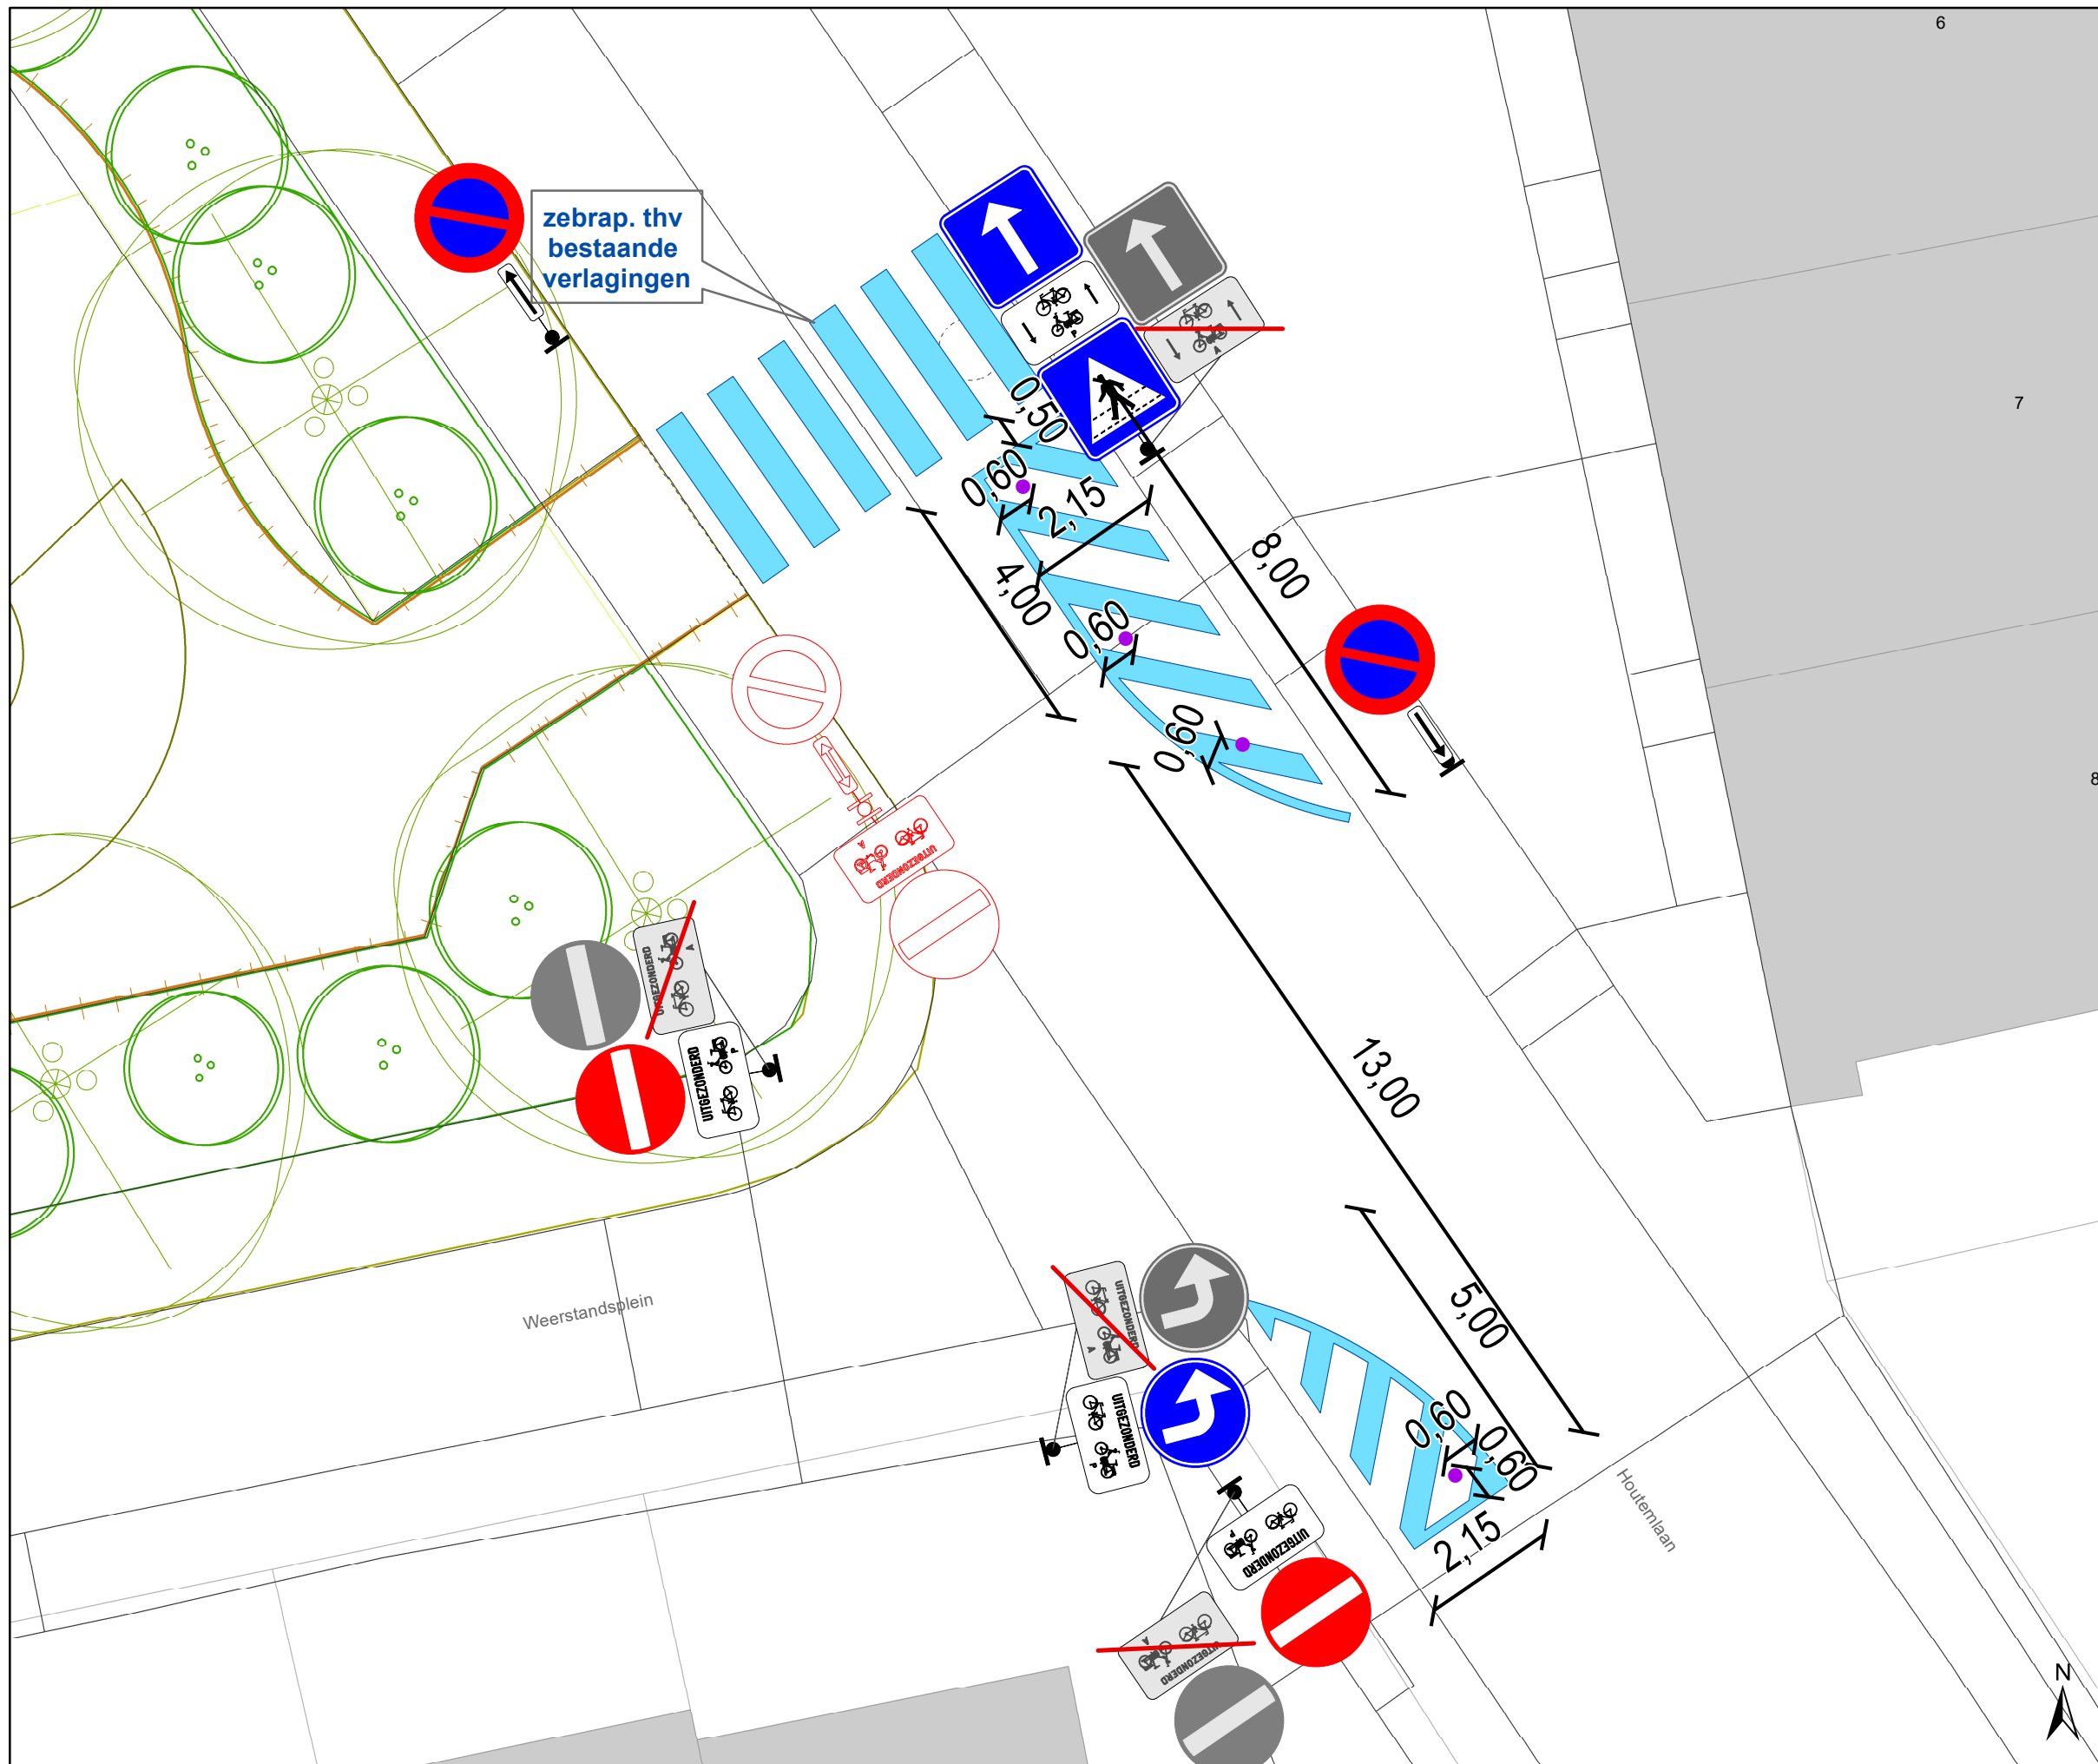 6
zebrap. thv
bestaande
verlagingen
P
A
7
0,50
0,60
2,15
8,00
4,00
0,60
0,60
8
A
UITGEZONDERD
A
UITGEZONDERD
P
UITGEZONDERD
13,00
Weerstandsplein
UITGEZONDERD
A
5,00
UITGEZONDERD
P
0,60
0,60
Houtemlaan
2,15
P
UITGEZONDERD
A
UITGEZONDERD
N